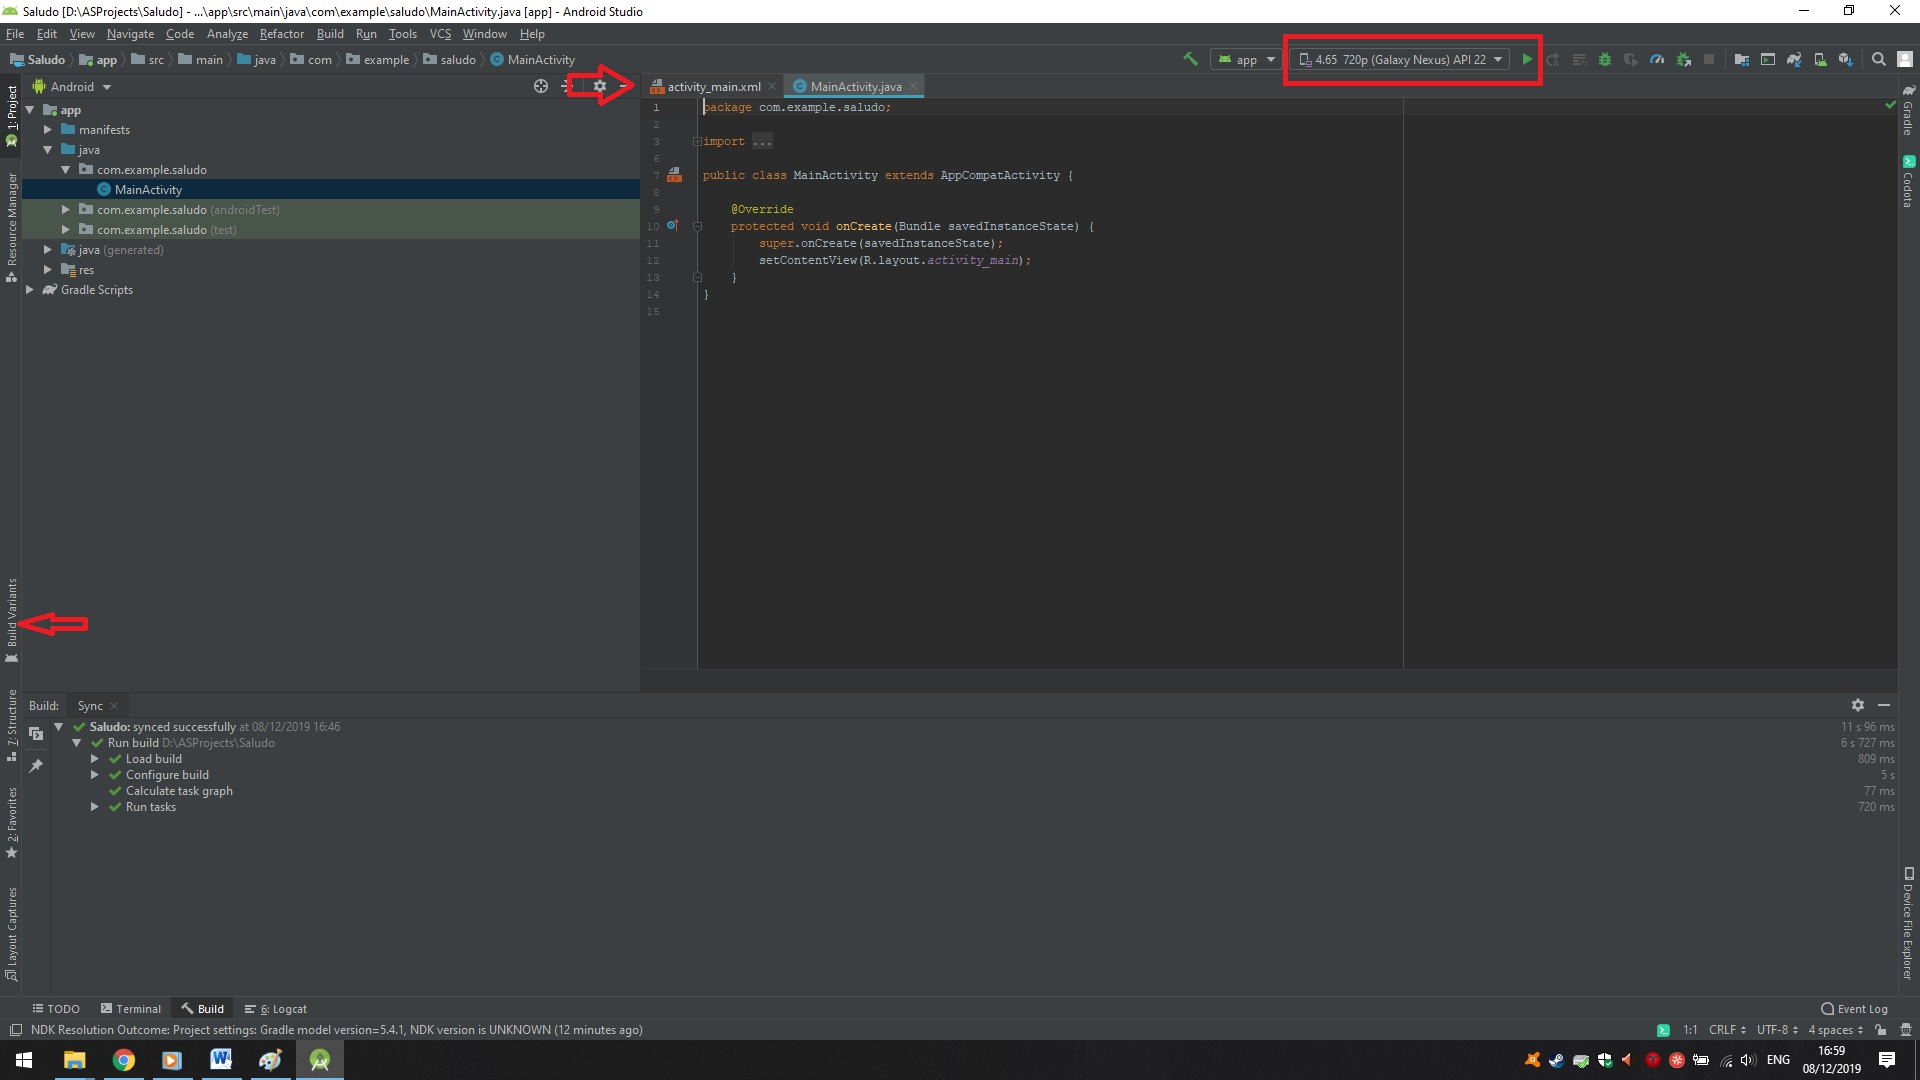 Saludo [D:\ASProjects\Saludo] - ...\app\src\main\java\com\example\saludo\MainActivity.java [app] - Android Studio
File Edit View Navigate Code Analyze Refactor Build Run Tools VCS Window Help
Saludo app src main java com example saludo MainActivity
app 4.65 720p (Galaxy Nexus) API 22
Android
activity_main.xml MainActivity.java
app
manifests
java
com.example.saludo
MainActivity
com.example.saludo (androidTest)
com.example.saludo (test)
java (generated)
res
Gradle Scripts
1 package com.example.saludo;
2
3 import ...
6
7 public class MainActivity extends AppCompatActivity {
8
9 @Override
10 protected void onCreate(Bundle savedInstanceState) {
11 super.onCreate(savedInstanceState);
12 setContentView(R.layout.activity_main);
13 }
14 }
15
1: Project
Resource Manager
Build Variants
7: Structure
2: Favorites
Layout Captures
Gradle
Codota
Device File Explorer
Build: Sync
Saludo: synced successfully at 08/12/2019 16:46 11 s 96 ms
Run build D:\ASProjects\Saludo 6 s 727 ms
Load build 809 ms
Configure build 5 s
Calculate task graph 77 ms
Run tasks 720 ms
TODO Terminal Build 6: Logcat Event Log
NDK Resolution Outcome: Project settings: Gradle model version=5.4.1, NDK version is UNKNOWN (12 minutes ago) 1:1 CRLF UTF-8 4 spaces
ENG 16:59
08/12/2019